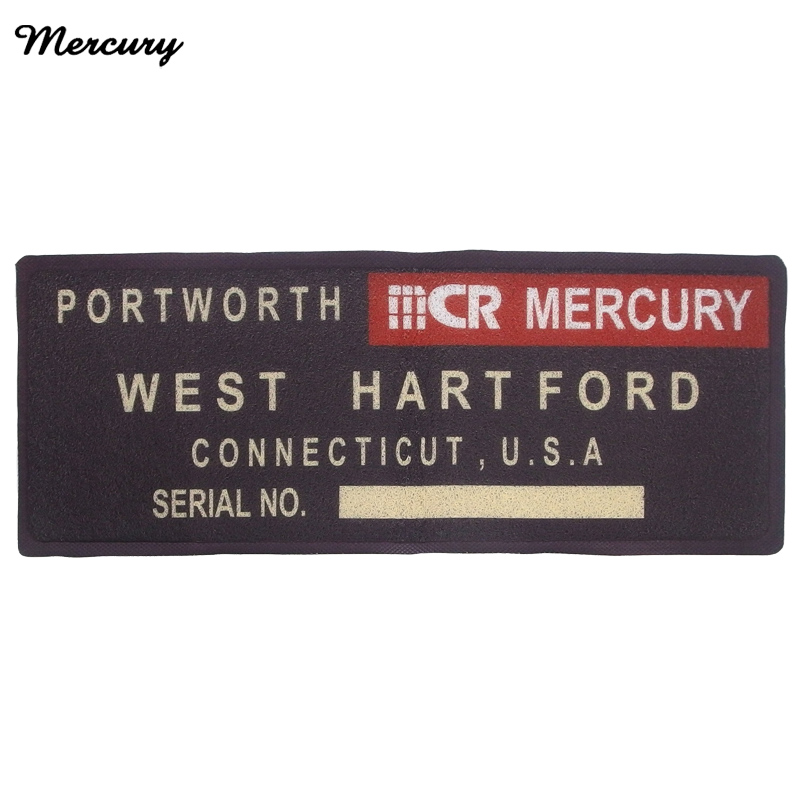 Mercury
PORTWORTH mCR MERCURY
WEST HARTFORD
CONNECTICUT, U.S.A
SERIAL NO.